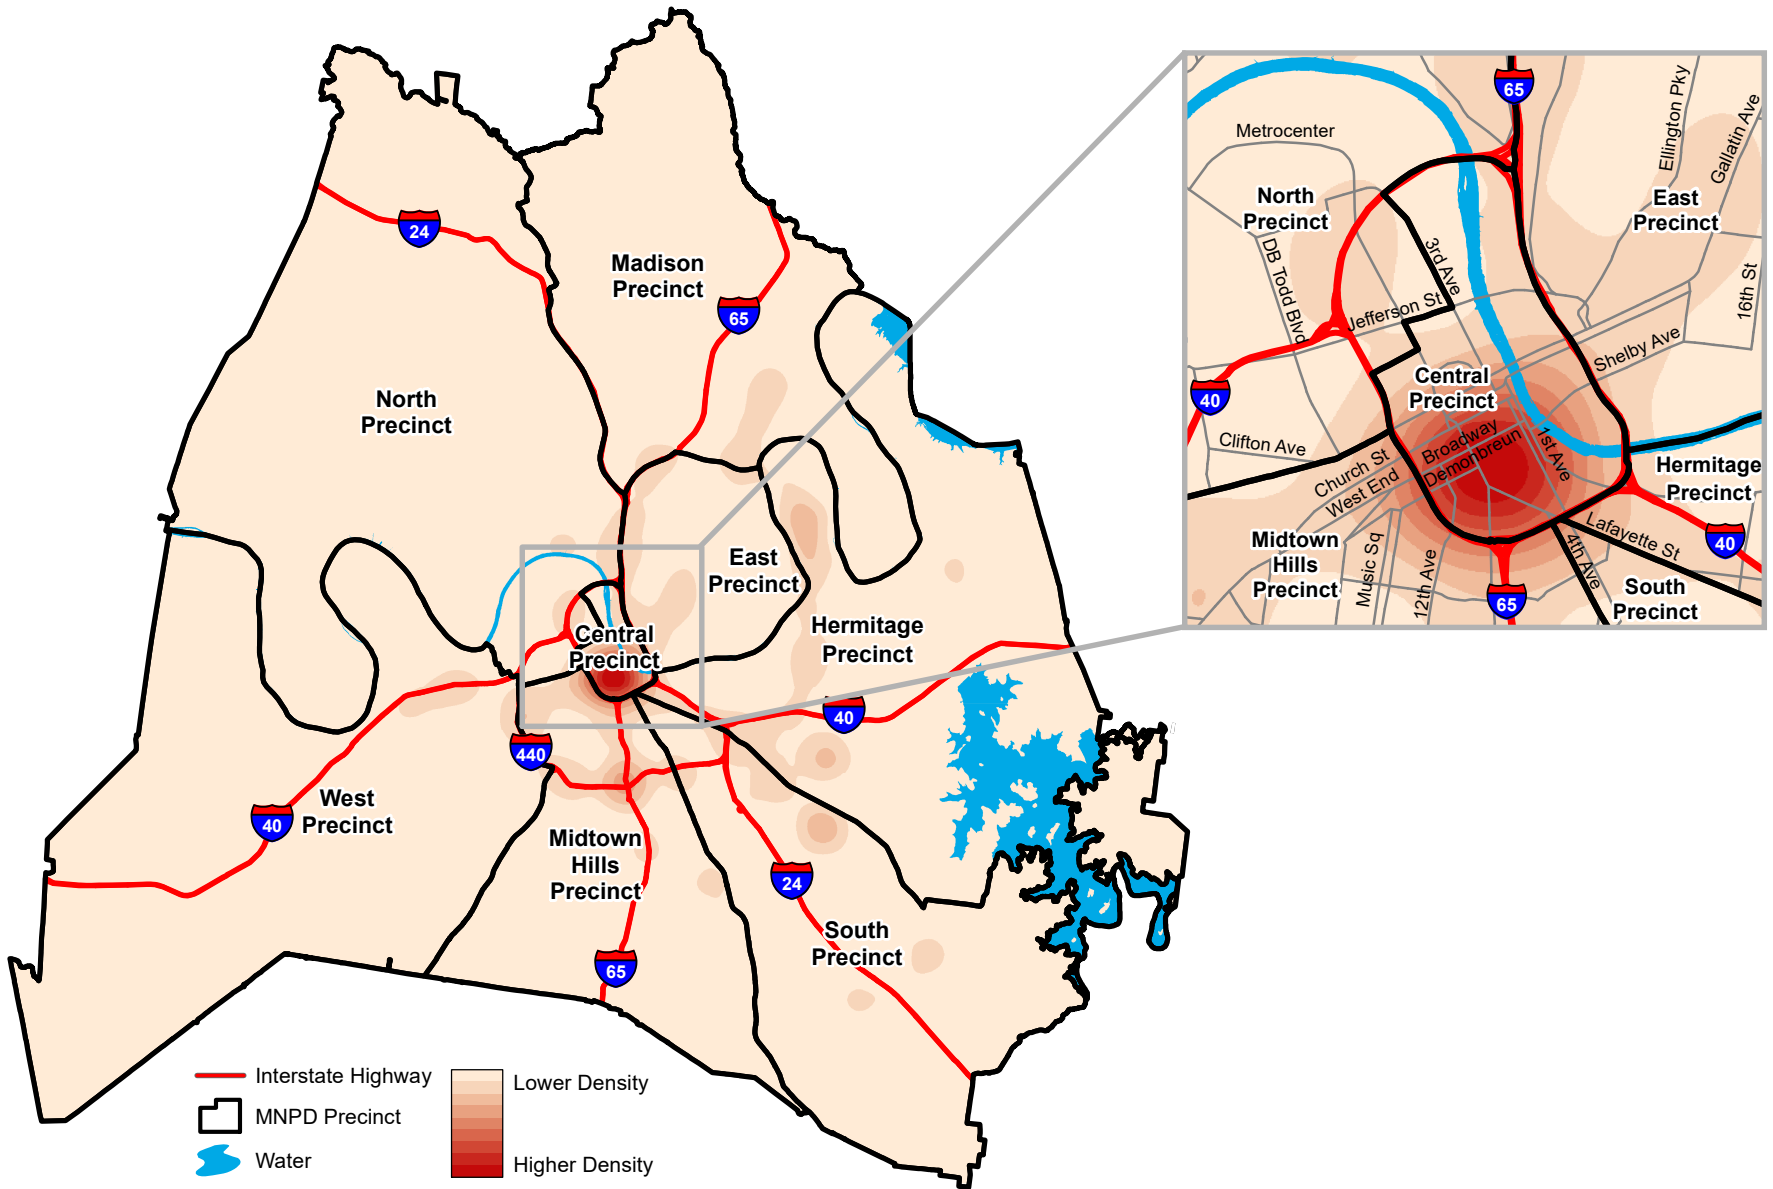 24
Madison
Precinct
65
North
Precinct
East
Precinct
Central
Precinct
Hermitage
Precinct
40
440
West
Precinct
40
Midtown
Hills
Precinct
24
South
Precinct
65
Interstate Highway
MNPD Precinct
Water
Lower Density
Higher Density
65
Metrocenter
Ellington Pky
Gallatin Ave
North
Precinct
East
Precinct
DB Todd Blvd
3rd Ave
16th St
Jefferson St
Shelby Ave
Central
Precinct
40
Clifton Ave
Broadway
Demonbreun
1st Ave
Church St
West End
Hermitage
Precinct
Lafayette St
40
Midtown
Hills
Precinct
Music Sq
12th Ave
4th Ave
65
South
Precinct